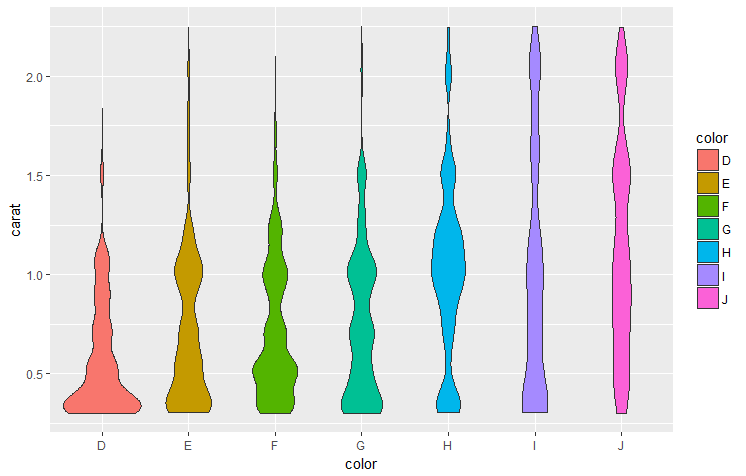 2.0
1.5
1.0
0.5
carat
D E F G H I J
color
color
D
E
F
G
H
I
J